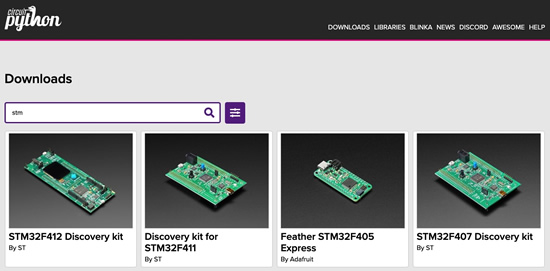 circuit
python
DOWNLOADS LIBRARIES BLINKA NEWS DISCORD AWESOME HELP
Downloads
stm
STM32F412 Discovery kit
By ST
Discovery kit for
STM32F411
By ST
Feather STM32F405
Express
By Adafruit
STM32F407 Discovery kit
By ST